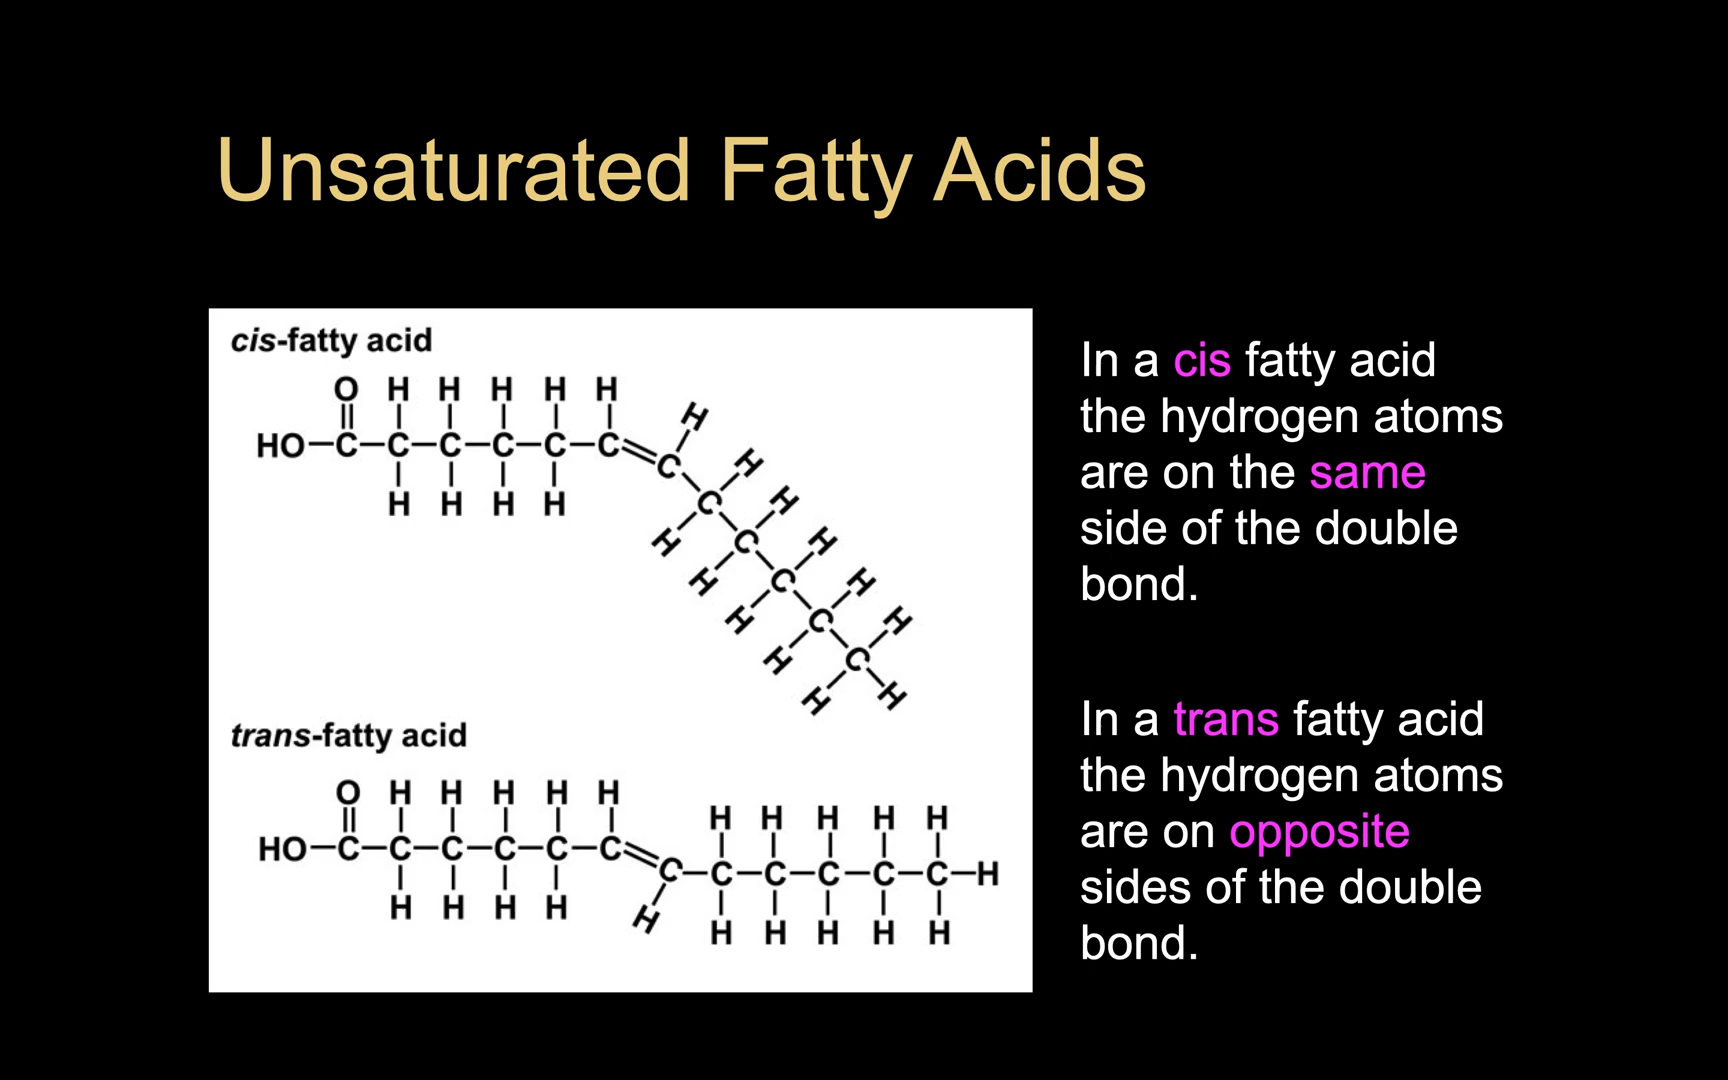 Unsaturated Fatty Acids
cis-fatty acid
O H H H H H
HO-C-C-C-C-C-C=C
H
H H H H
H
C
H
H
C
H
H
C
H
H
C
H
H
C
H
H
trans-fatty acid
O H H H H H
H H H H H
HO-C-C-C-C-C-C=C-C-C-C-C-C-H
H H H H H
H H H H H
In a cis fatty acid
the hydrogen atoms
are on the same
side of the double
bond.
In a trans fatty acid
the hydrogen atoms
are on opposite
sides of the double
bond.